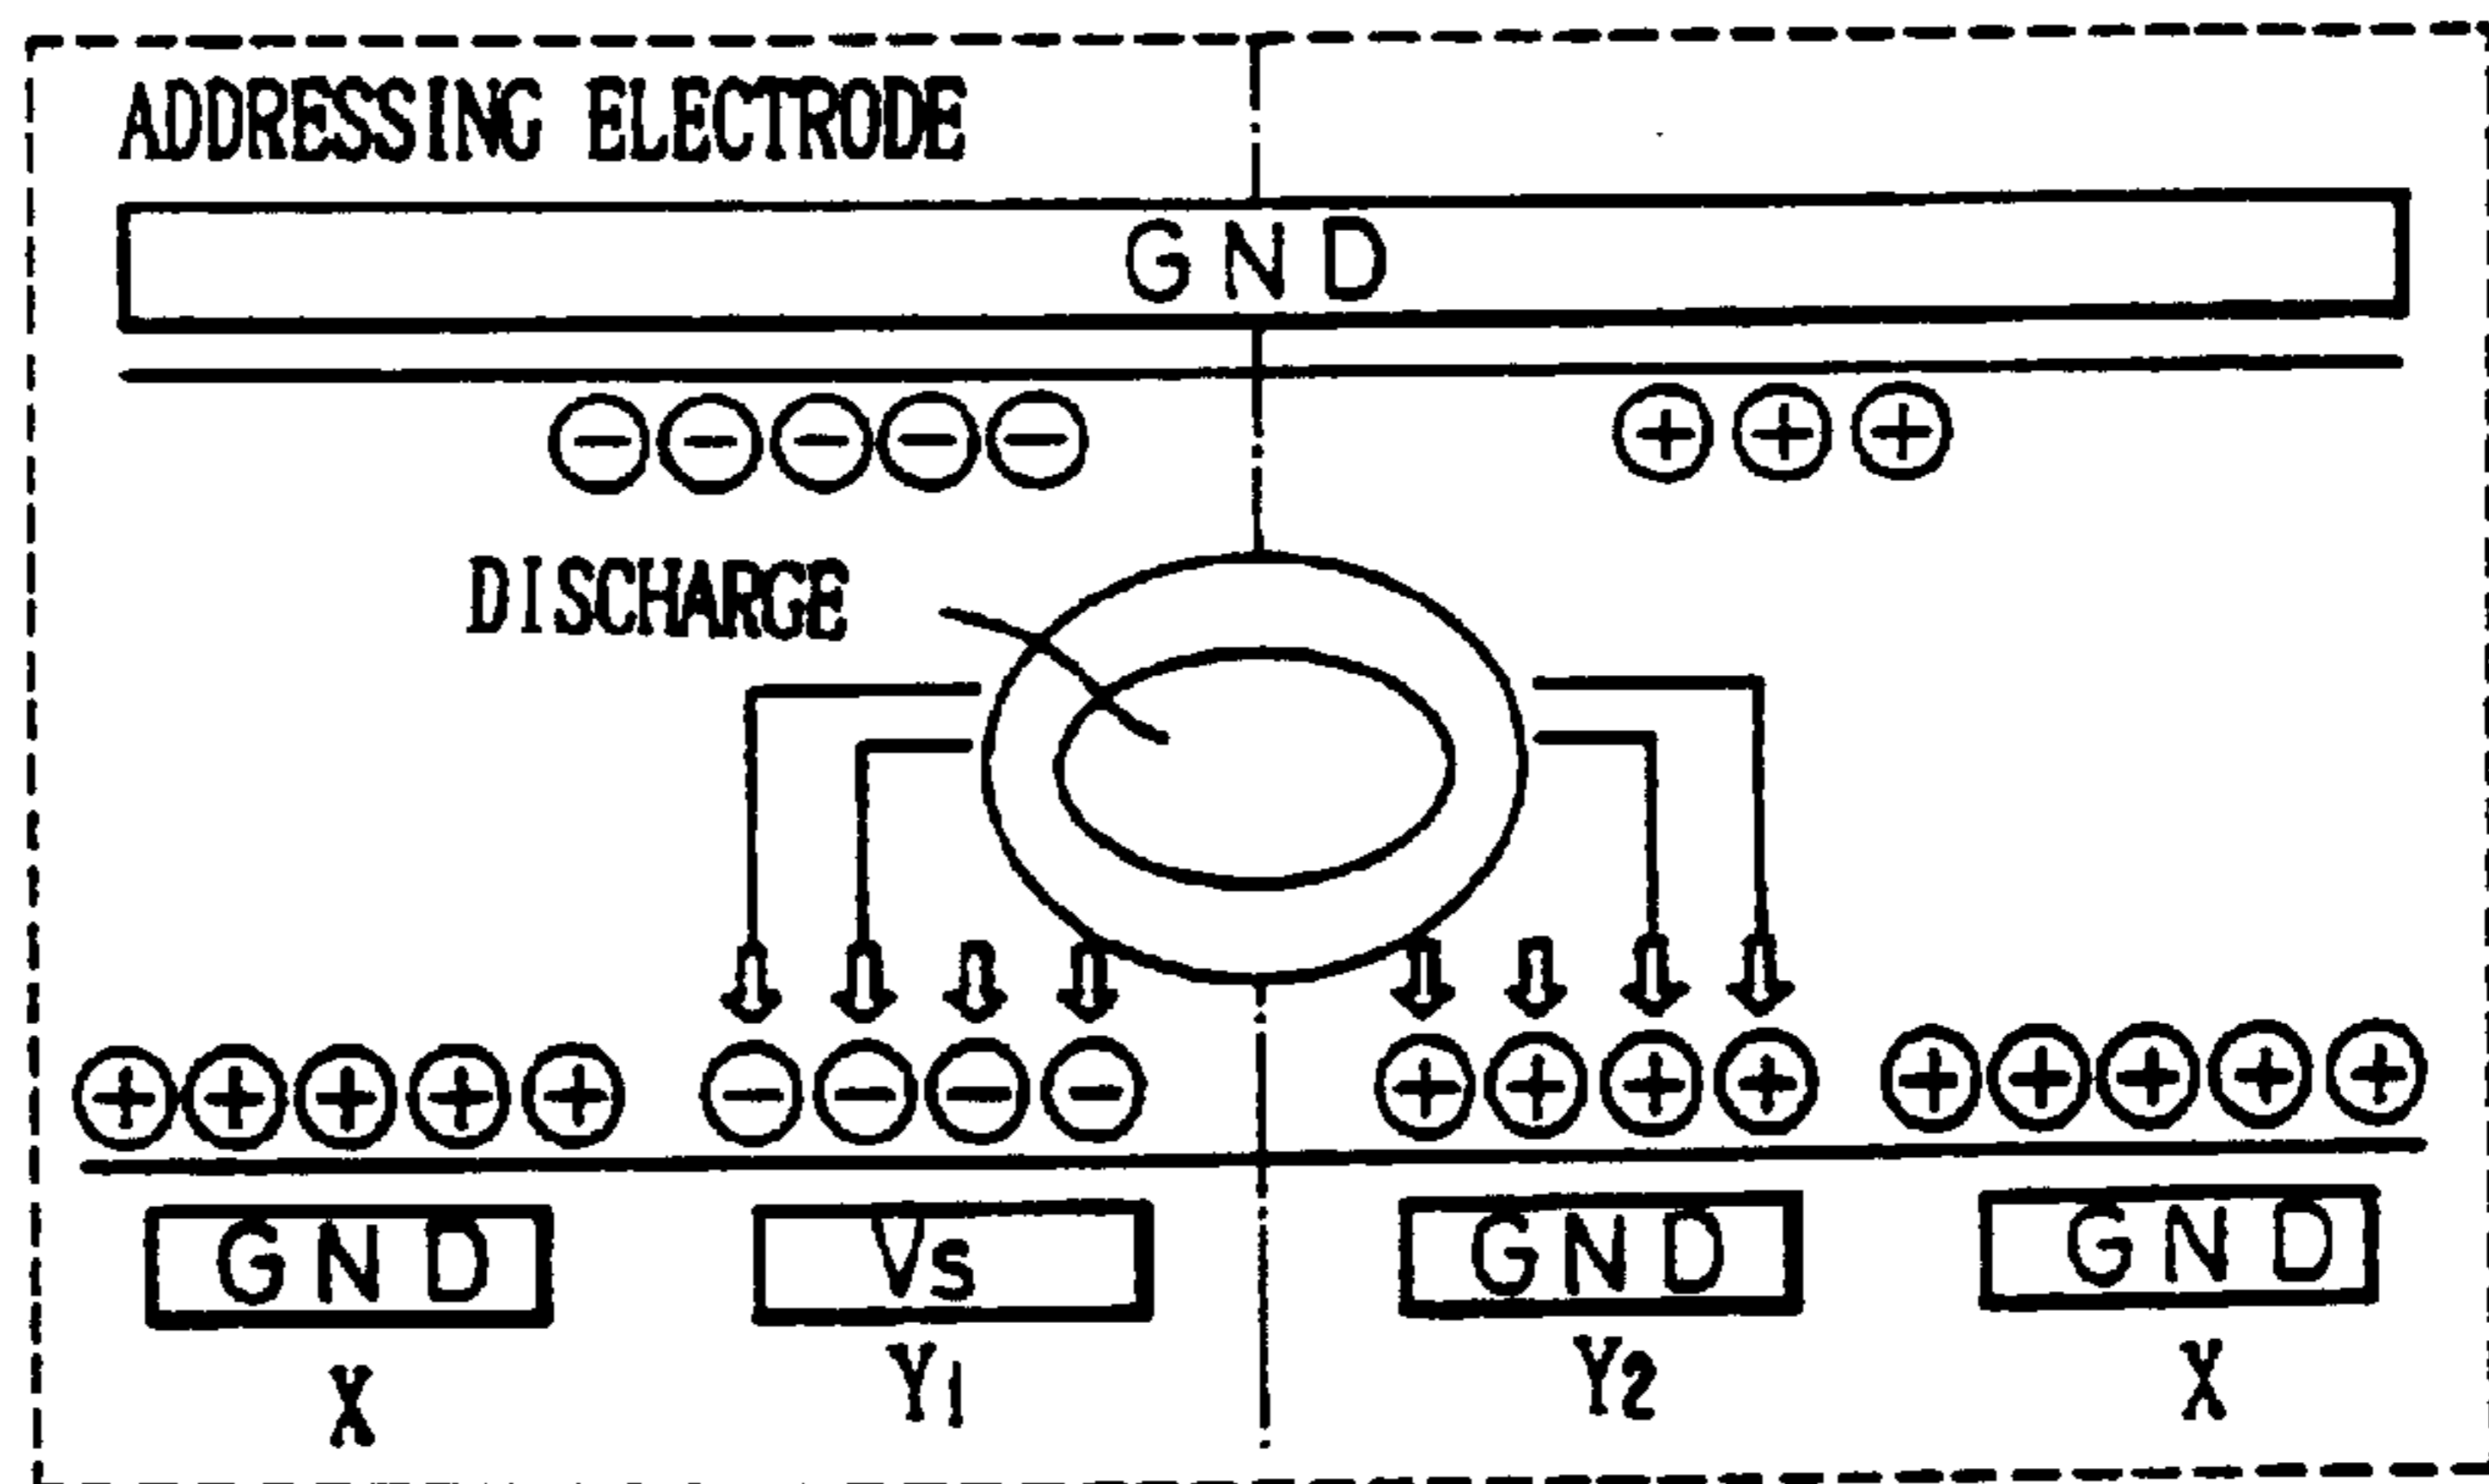 ADDRESSING ELECTRODE
GND
DISCHARGE
GND Vs GND GND
X Y1 Y2 X